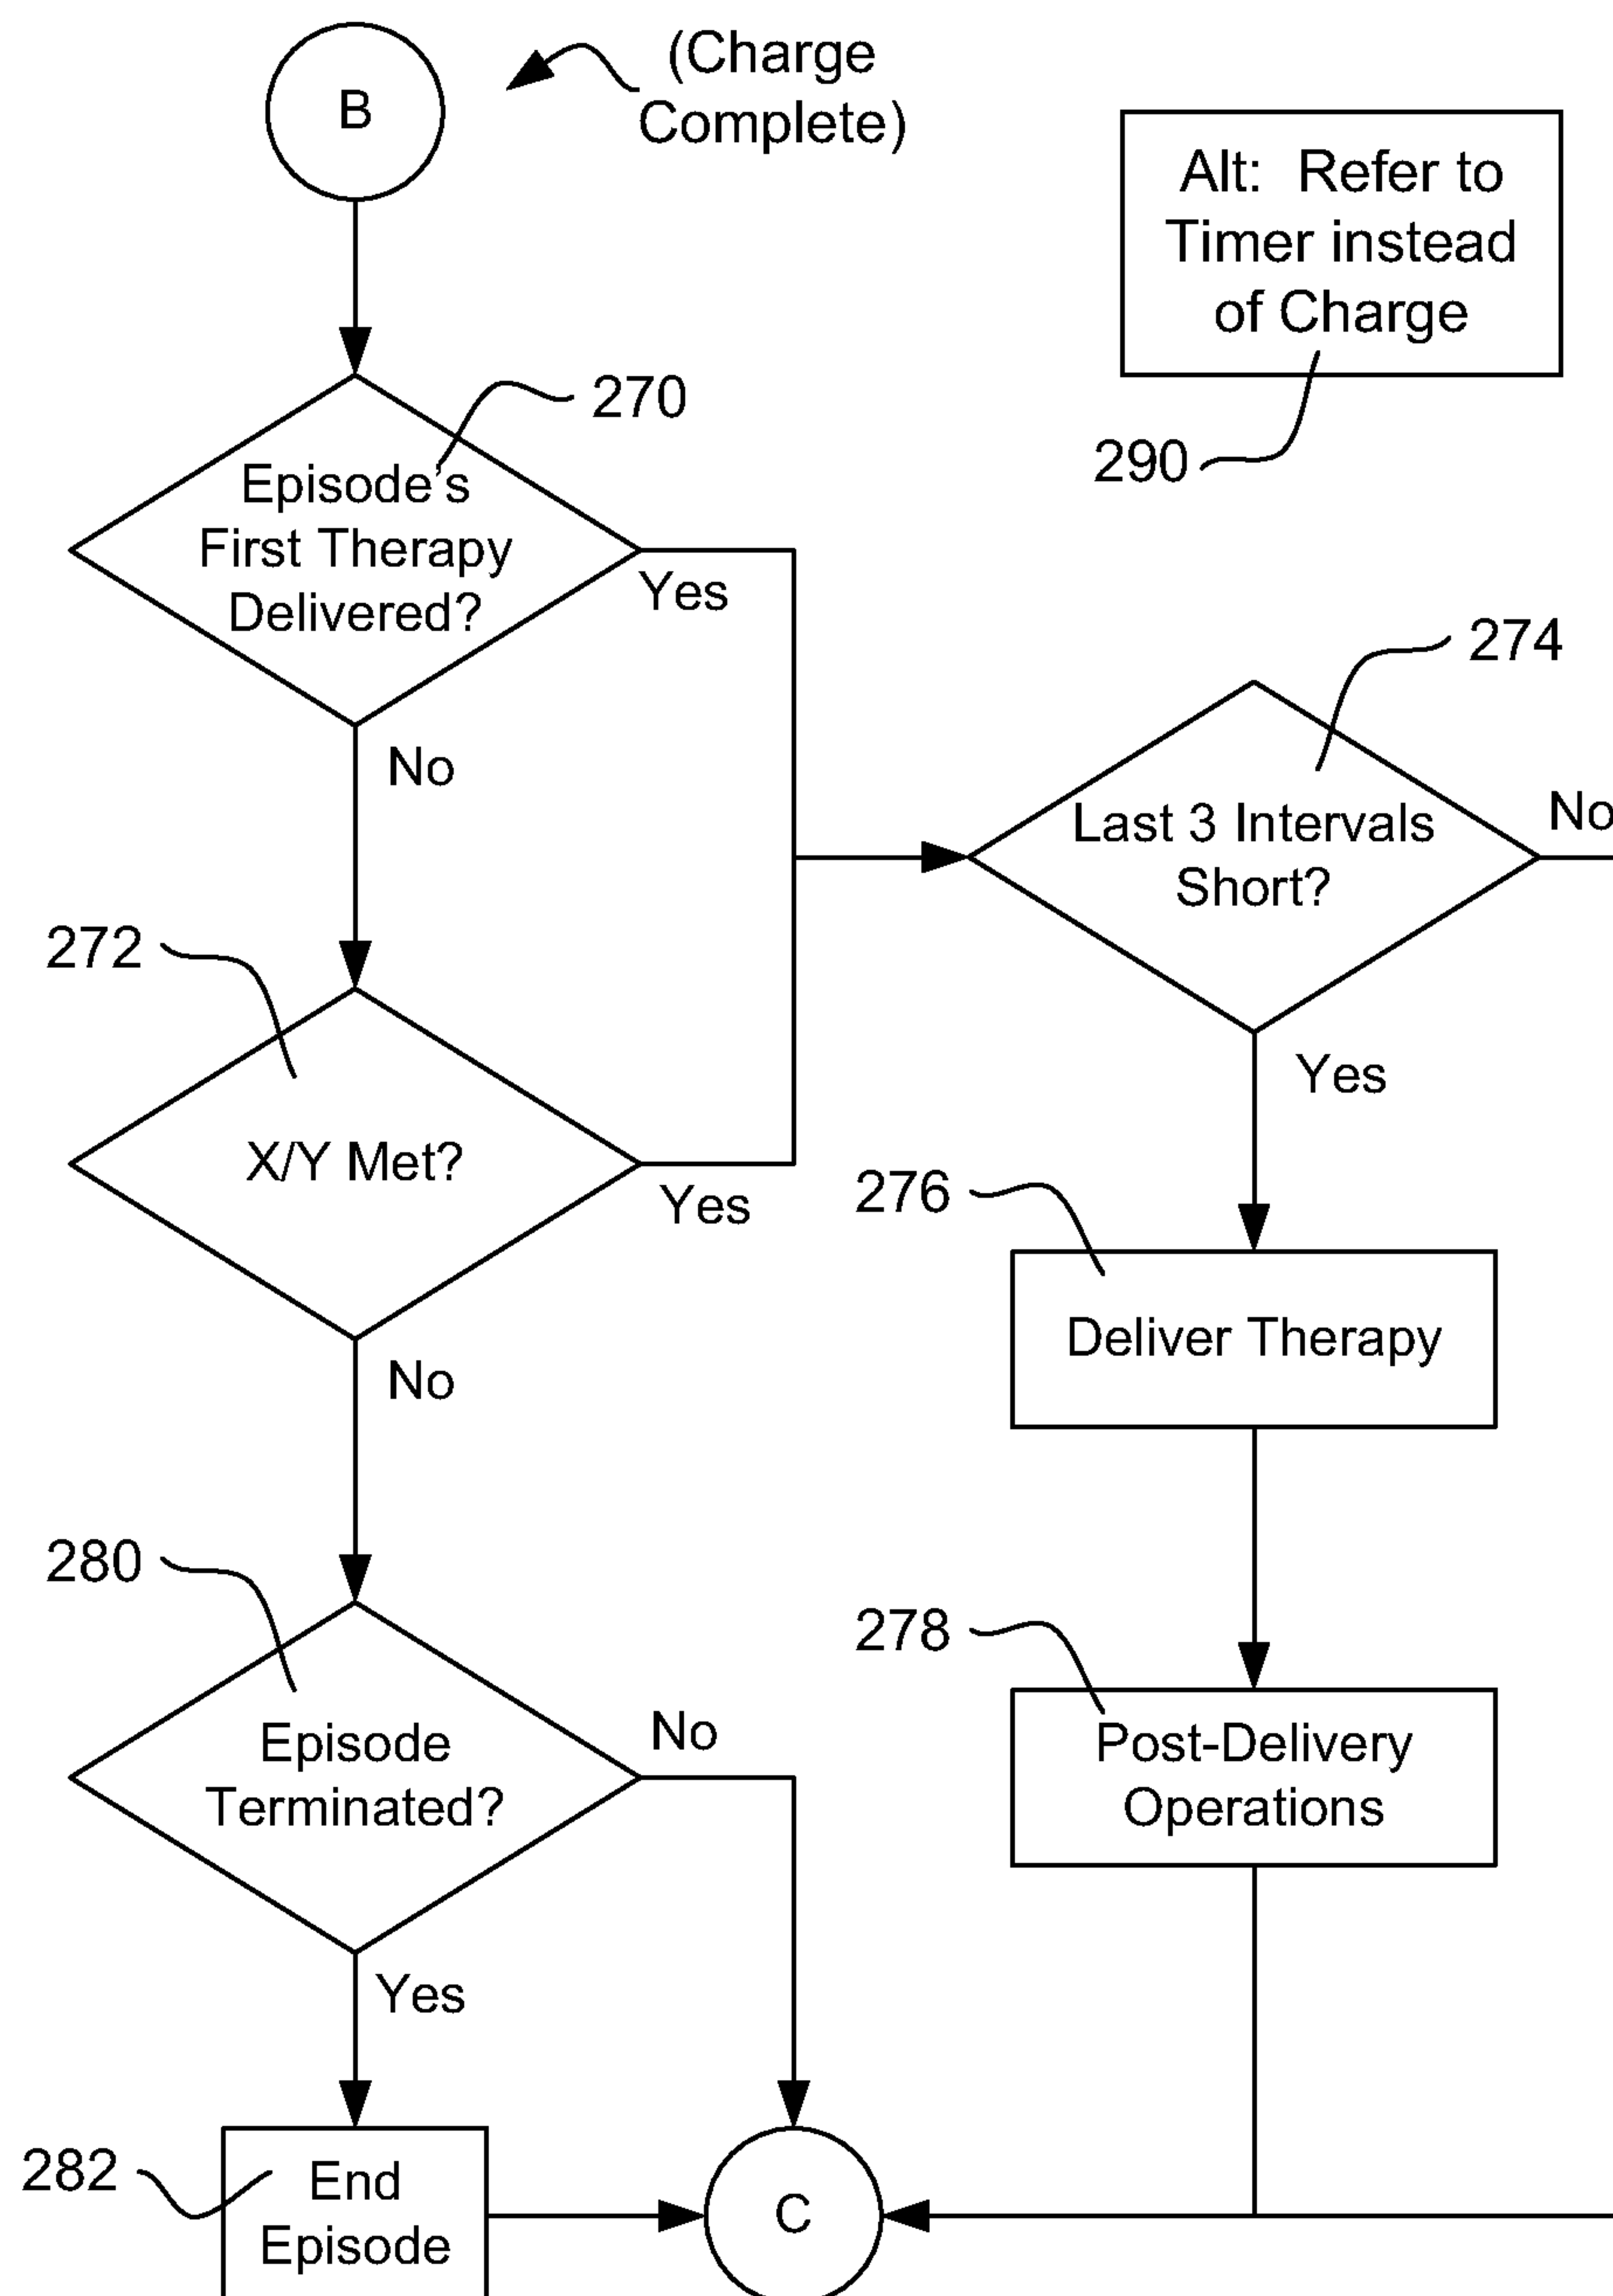 B
(Charge
Complete)
Alt: Refer to
Timer instead
of Charge
290
270
Episode's
First Therapy
Delivered?
Yes
No
274
Last 3 Intervals
Short?
No
Yes
272
X/Y Met?
Yes
No
276
Deliver Therapy
278
Post-Delivery
Operations
280
Episode
Terminated?
No
Yes
282
End
Episode
C